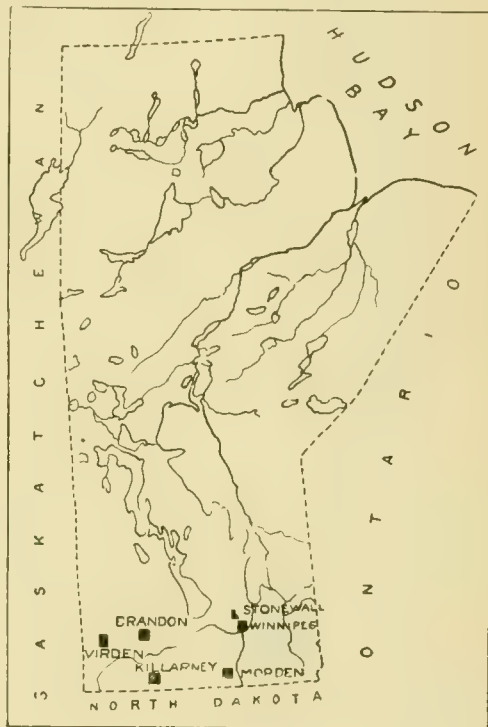 HUDSON
BAY
SASKATCHEWAN
ONTARIO
STONEWALL
BRANDON
WINNIPEG
VIRDEN
KILLARNEY
MORDEN
NORTH DAKOTA